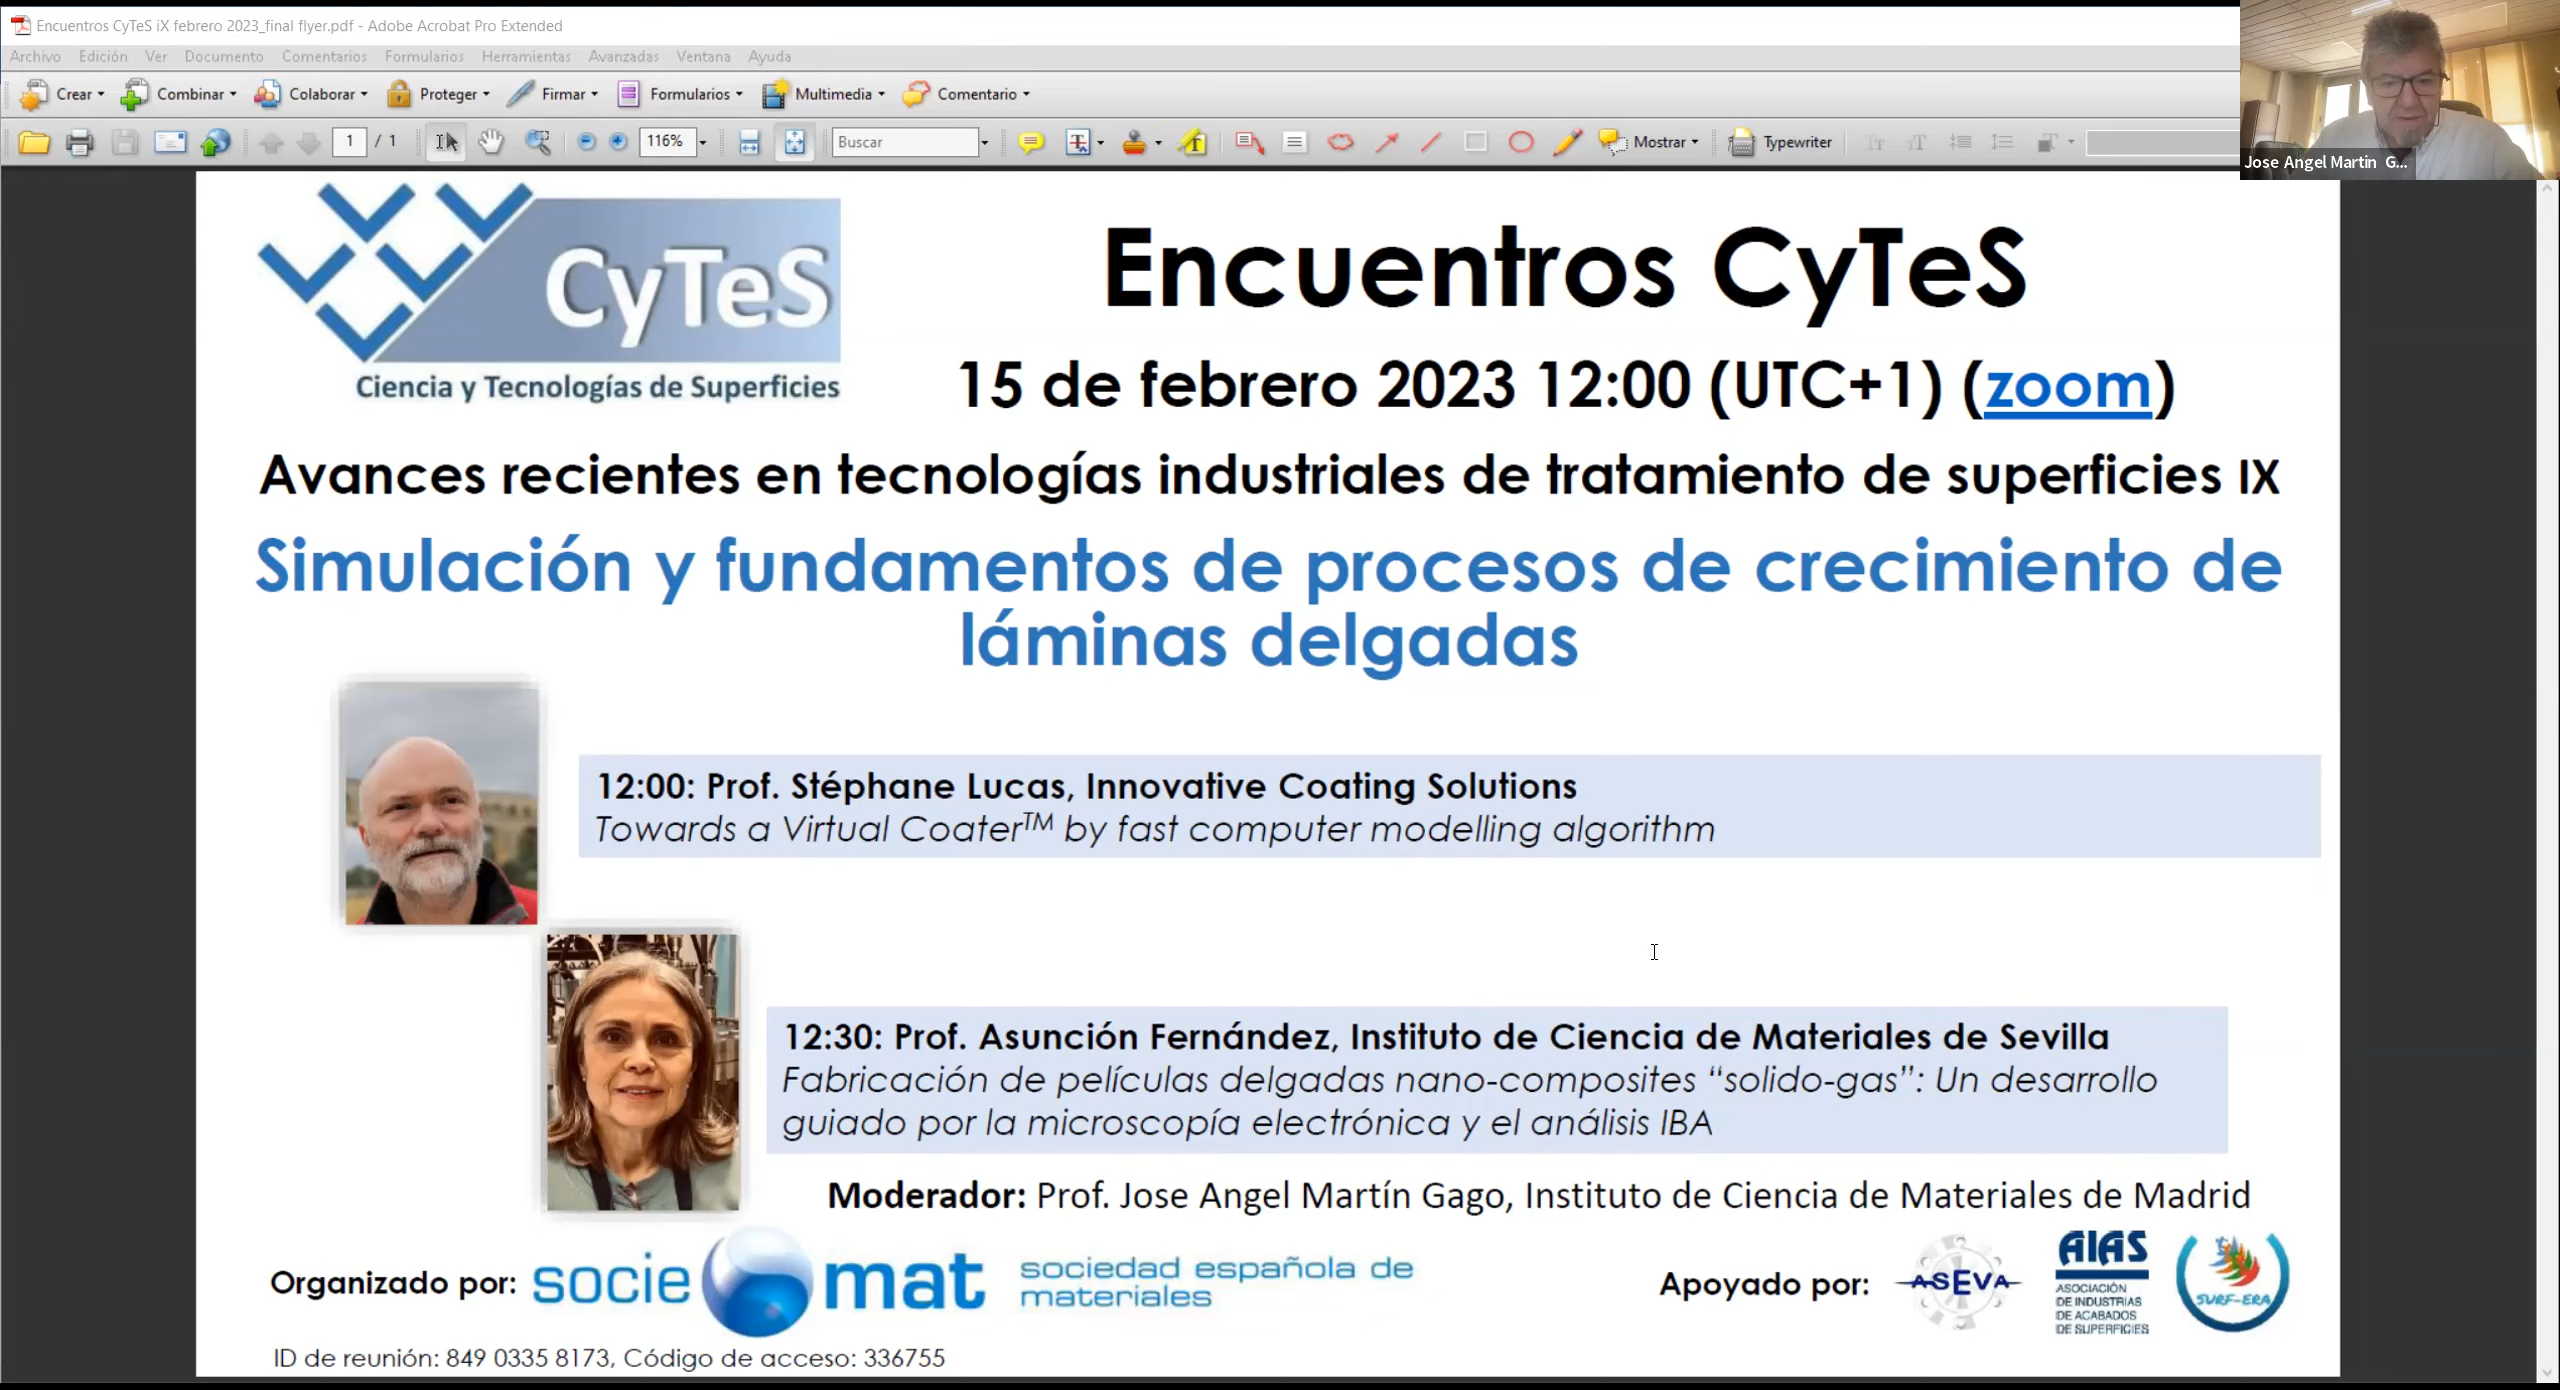 Encuentros CyTeS iX febrero 2023_final flyer.pdf - Adobe Acrobat Pro Extended
Archivo Edición Ver Documento Comentarios Formularios Herramientas Avanzadas Ventana Ayuda
Crear Combinar Colaborar Proteger Firmar Formularios Multimedia Comentario
1 / 1 116% Buscar Mostrar Typewriter
Jose Angel Martin G...
CyTeS
Ciencia y Tecnologías de Superficies
Encuentros CyTeS
15 de febrero 2023 12:00 (UTC+1) (zoom)
Avances recientes en tecnologías industriales de tratamiento de superficies IX
Simulación y fundamentos de procesos de crecimiento de
láminas delgadas
12:00: Prof. Stéphane Lucas, Innovative Coating Solutions
Towards a Virtual Coater™ by fast computer modelling algorithm
12:30: Prof. Asunción Fernández, Instituto de Ciencia de Materiales de Sevilla
Fabricación de películas delgadas nano-composites “solido-gas”: Un desarrollo
guiado por la microscopía electrónica y el análisis IBA
Moderador: Prof. Jose Angel Martín Gago, Instituto de Ciencia de Materiales de Madrid
Organizado por: socie mat sociedad española de
materiales
Apoyado por: ASEVA
AIAS
ASOCIACIÓN
DE INDUSTRIAS
DE ACABADOS
DE SUPERFICIES
SURF-ERA
ID de reunión: 849 0335 8173, Código de acceso: 336755